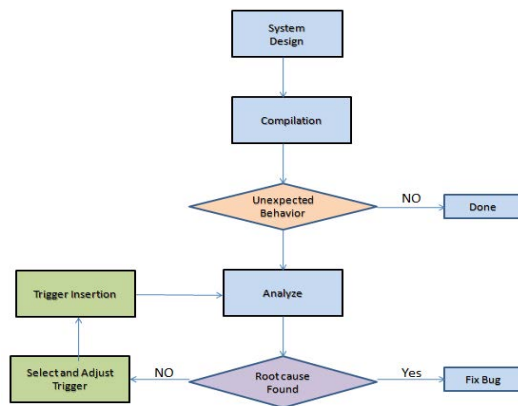 System
Design
Compilation
Unexpected
Behavior
NO
Done
Trigger Insertion
Analyze
Select and Adjust
Trigger
NO
Root cause
Found
Yes
Fix Bug